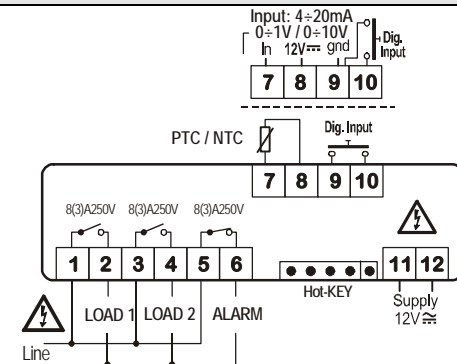 Input: 4÷20mA
0÷1V / 0÷10V
In 12V⎓ gnd
Dig.
Input
7 8 9 10
PTC / NTC
Dig. Input
7 8 9 10
8(3)A250V 8(3)A250V 8(3)A250V
1 2 3 4 5 6
11 12
Hot-KEY
LOAD 1 LOAD 2 ALARM
Supply
12V≂
Line